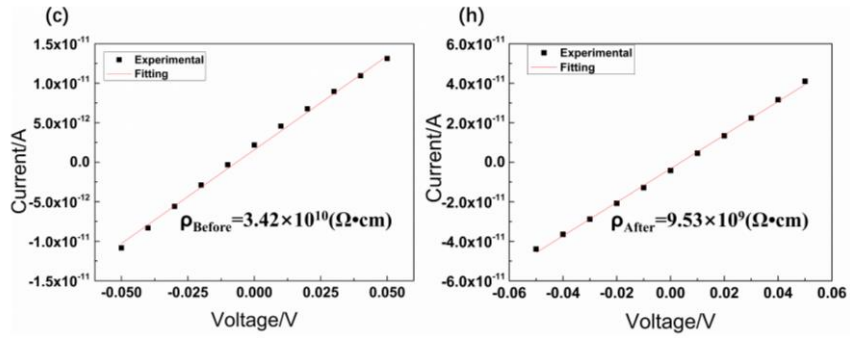 (c)
1.5x10⁻¹¹
1.0x10⁻¹¹
5.0x10⁻¹²
0.0
-5.0x10⁻¹²
-1.0x10⁻¹¹
-1.5x10⁻¹¹
Current/A
Experimental
Fitting
ρBefore=3.42×10¹⁰(Ω•cm)
-0.050 -0.025 0.000 0.025 0.050
Voltage/V
(h)
6.0x10⁻¹¹
4.0x10⁻¹¹
2.0x10⁻¹¹
0.0
-2.0x10⁻¹¹
-4.0x10⁻¹¹
-6.0x10⁻¹¹
Current/A
Experimental
Fitting
ρAfter=9.53×10⁹(Ω•cm)
-0.06 -0.04 -0.02 0.00 0.02 0.04 0.06
Voltage/V